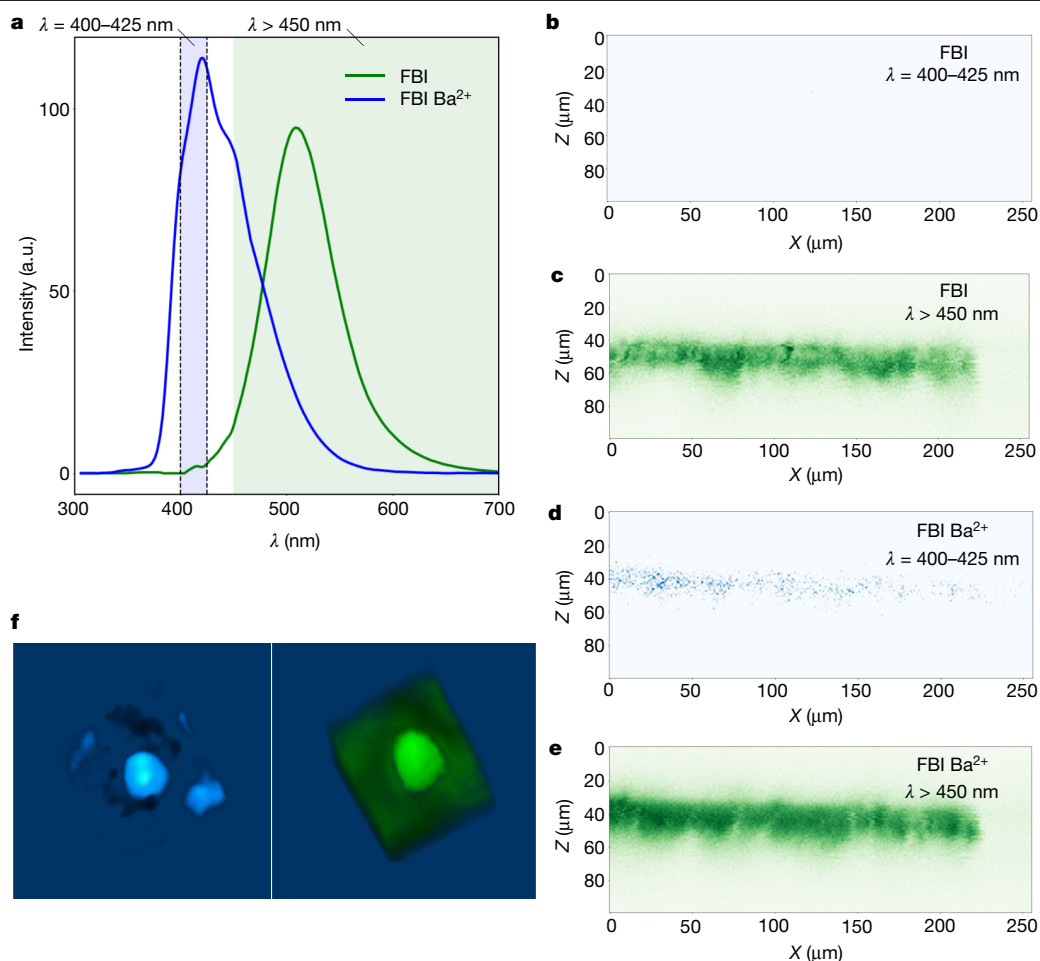 a
λ = 400–425 nm
λ > 450 nm
FBI
FBI Ba²⁺
100
50
0
Intensity (a.u.)
300
400
500
600
700
λ (nm)
b
FBI
λ = 400–425 nm
0
20
40
60
80
Z (μm)
0
50
100
150
200
250
X (μm)
c
FBI
λ > 450 nm
0
20
40
60
80
Z (μm)
0
50
100
150
200
250
X (μm)
d
FBI Ba²⁺
λ = 400–425 nm
0
20
40
60
80
Z (μm)
0
50
100
150
200
250
X (μm)
e
FBI Ba²⁺
λ > 450 nm
0
20
40
60
80
Z (μm)
0
50
100
150
200
250
X (μm)
f